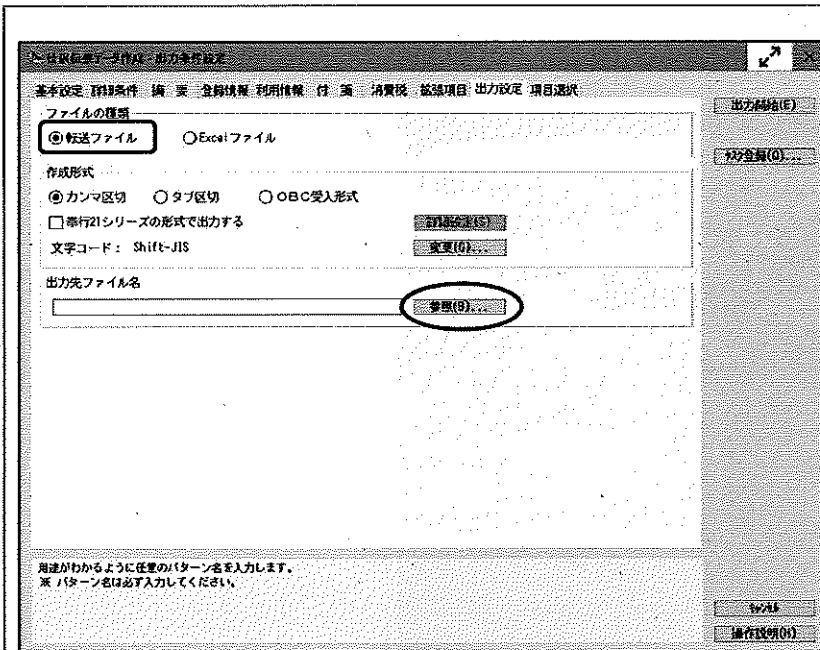 仕訳伝票データ作成 - 出力条件設定
基本設定 詳細条件 摘 要 登録情報 利用情報 付 箋 消費税 拡張項目 出力設定 項目選択
出力開始(E)
ファイルの種類
転送ファイル Excelファイル
タスク登録(Q)...
作成形式
カンマ区切 タブ区切 OBC受入形式
奉行21シリーズの形式で出力する
詳細設定(S)
文字コード： Shift-JIS
変更(G)...
出力先ファイル名
参照(B)...
用途がわかるように任意のパターン名を入力します。
※ パターン名は必ず入力してください。
キャンセル
操作説明(H)